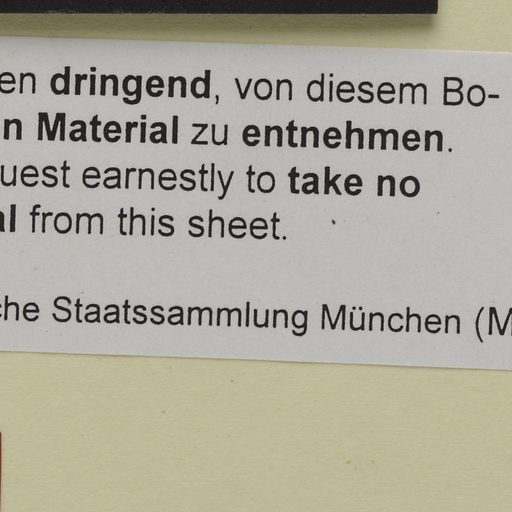 en dringend, von diesem Bo-
n Material zu entnehmen.
uest earnestly to take no
al from this sheet.
che Staatssammlung München (M